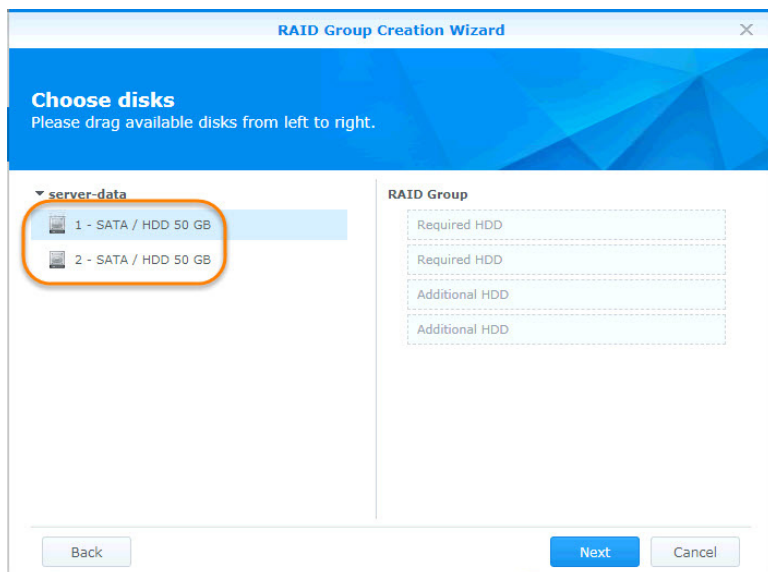 RAID Group Creation Wizard
Choose disks
Please drag available disks from left to right.
server-data
1 - SATA / HDD 50 GB
2 - SATA / HDD 50 GB
RAID Group
Required HDD
Required HDD
Additional HDD
Additional HDD
Back
Next
Cancel